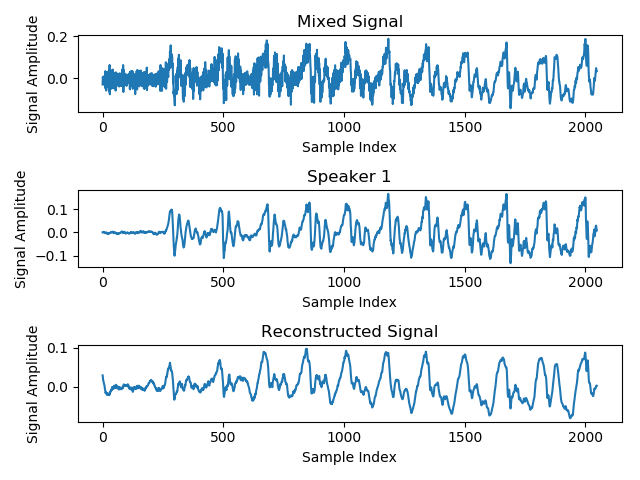 Mixed Signal
0.2
0.0
Signal Amplitude
0 500 1000 1500 2000
Sample Index
Speaker 1
0.1
0.0
−0.1
Signal Amplitude
0 500 1000 1500 2000
Sample Index
Reconstructed Signal
0.1
0.0
Signal Amplitude
0 500 1000 1500 2000
Sample Index